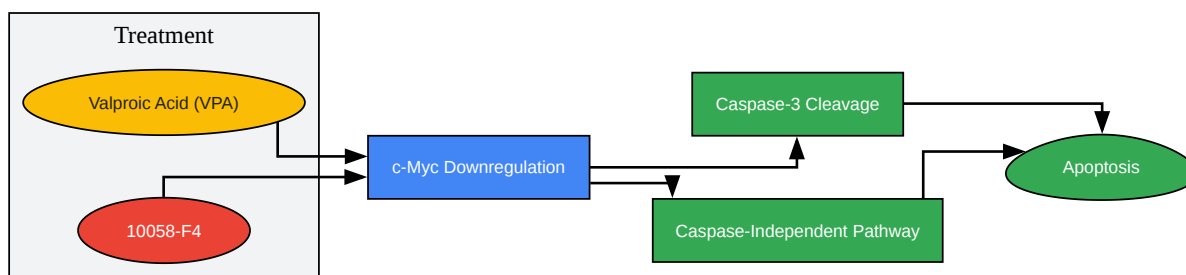 Treatment
Valproic Acid (VPA)
10058-F4
c-Myc Downregulation
Caspase-3 Cleavage
Caspase-Independent Pathway
Apoptosis